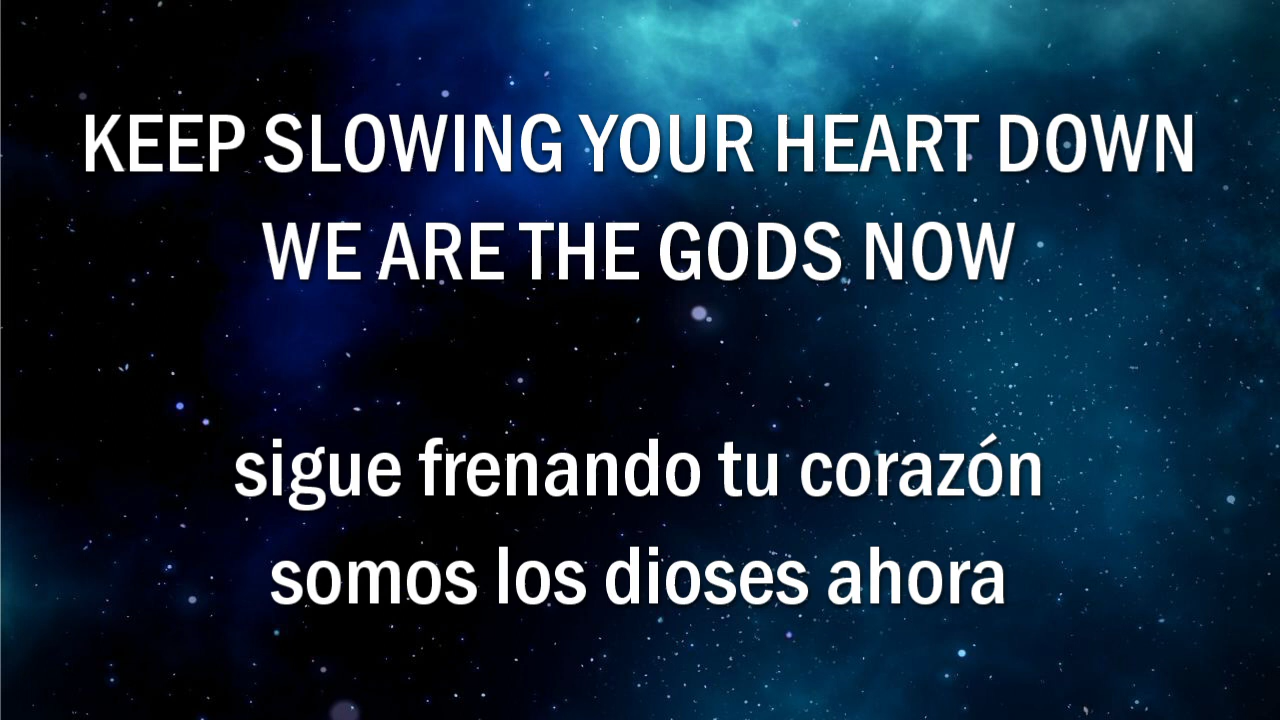 KEEP SLOWING YOUR HEART DOWN
WE ARE THE GODS NOW
sigue frenando tu corazón
somos los dioses ahora